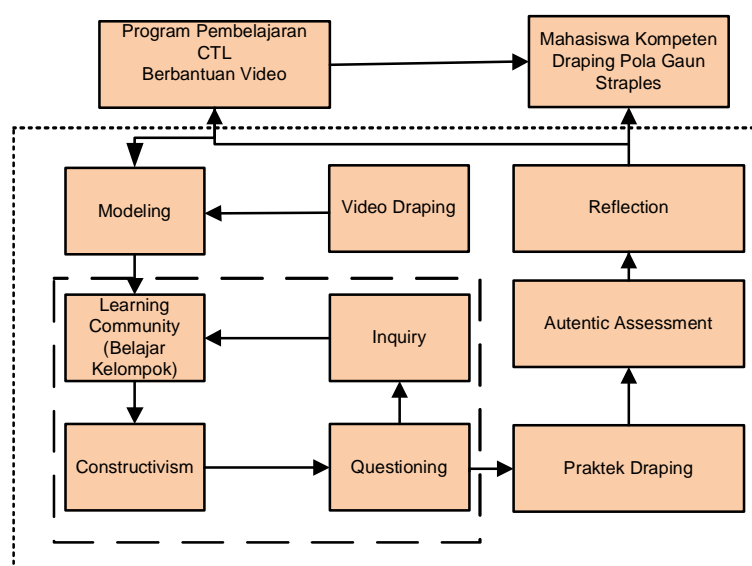 Program Pembelajaran
CTL
Berbantuan Video
Mahasiswa Kompeten
Draping Pola Gaun
Straples
Modeling
Video Draping
Reflection
Learning
Community
(Belajar
Kelompok)
Inquiry
Autentic Assessment
Constructivism
Questioning
Praktek Draping